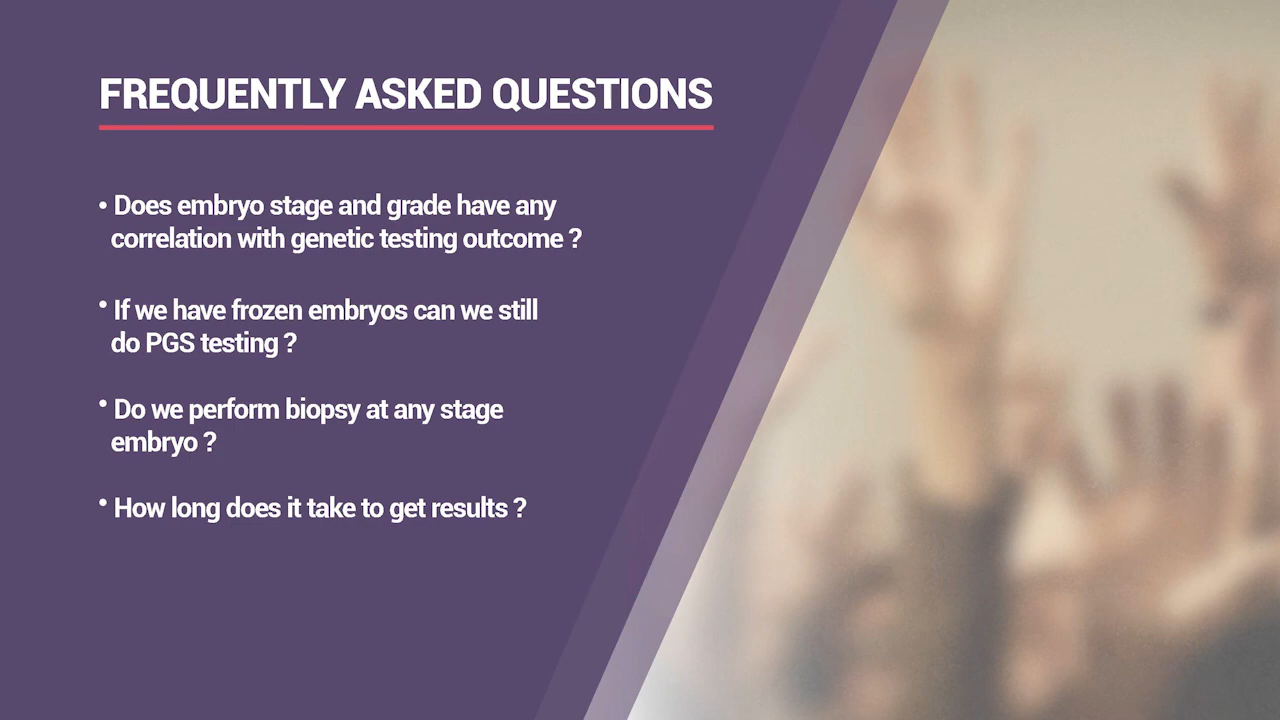 FREQUENTLY ASKED QUESTIONS
• Does embryo stage and grade have any
correlation with genetic testing outcome ?
• If we have frozen embryos can we still
do PGS testing ?
• Do we perform biopsy at any stage
embryo ?
• How long does it take to get results ?